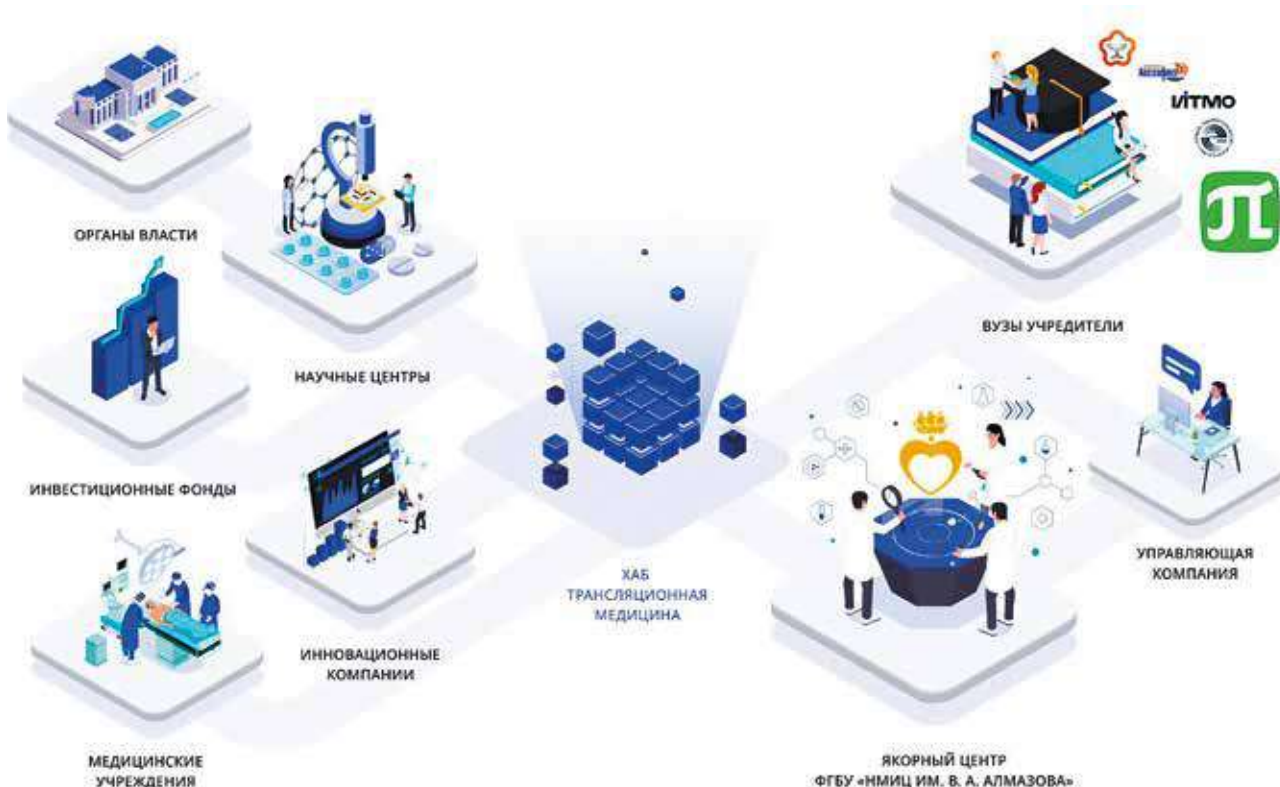 ОРГАНЫ ВЛАСТИ
НАУЧНЫЕ ЦЕНТРЫ
ИНВЕСТИЦИОННЫЕ ФОНДЫ
ИННОВАЦИОННЫЕ
КОМПАНИИ
МЕДИЦИНСКИЕ
УЧРЕЖДЕНИЯ
ХАБ
ТРАНСЛЯЦИОННАЯ
МЕДИЦИНА
ITMO
ВУЗЫ УЧРЕДИТЕЛИ
УПРАВЛЯЮЩАЯ
КОМПАНИЯ
ЯКОРНЫЙ ЦЕНТР
ФГБУ «НМИЦ ИМ. В. А. АЛМАЗОВА»